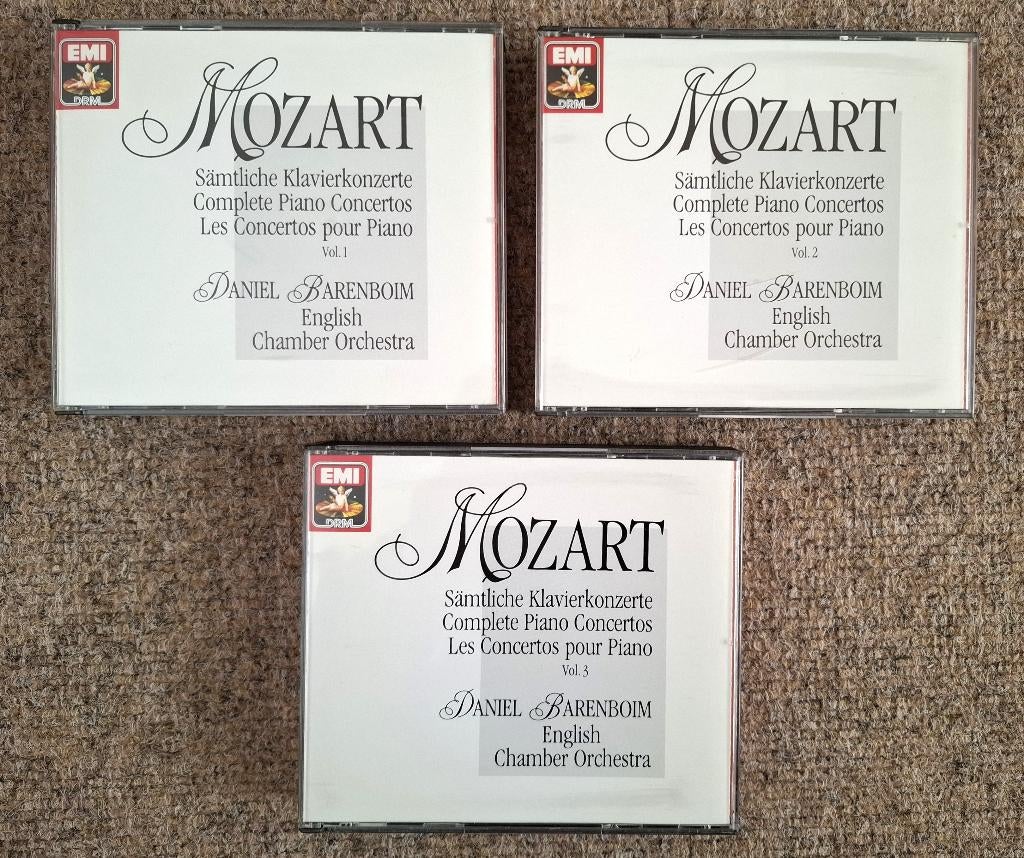 EMI
DRM
MOZART
Sämtliche Klavierkonzerte
Complete Piano Concertos
Les Concertos pour Piano
Vol. 1
DANIEL BARENBOIM
English
Chamber Orchestra
EMI
DRM
MOZART
Sämtliche Klavierkonzerte
Complete Piano Concertos
Les Concertos pour Piano
Vol. 2
DANIEL BARENBOIM
English
Chamber Orchestra
EMI
DRM
MOZART
Sämtliche Klavierkonzerte
Complete Piano Concertos
Les Concertos pour Piano
Vol. 3
DANIEL BARENBOIM
English
Chamber Orchestra